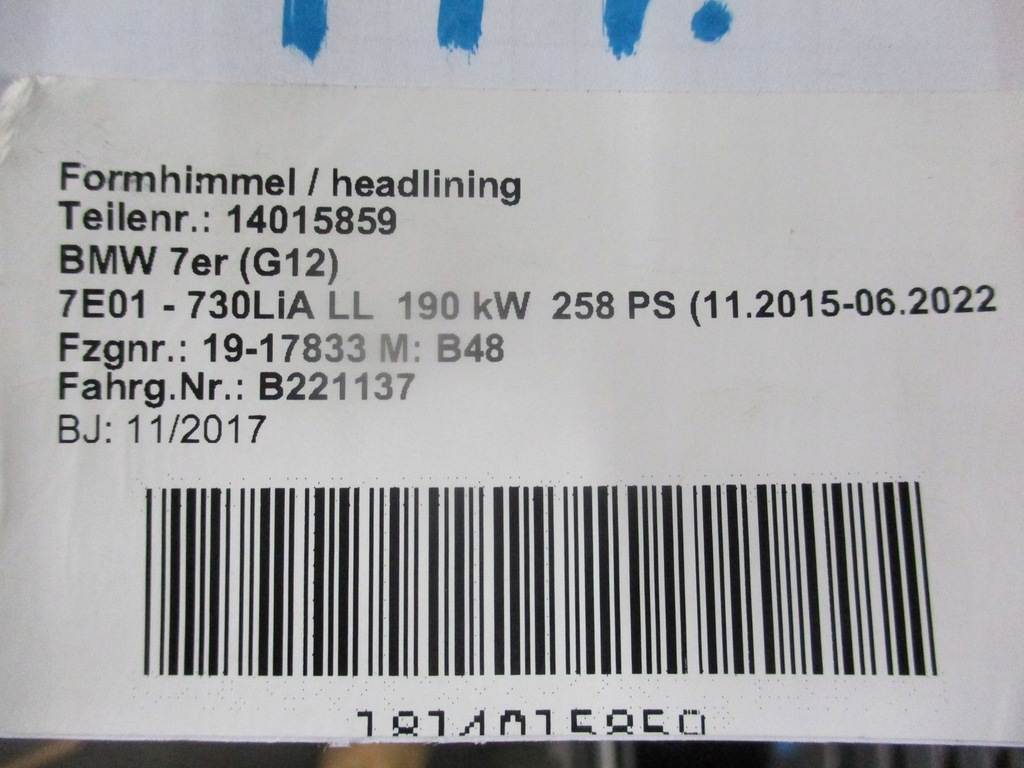 Formhimmel / headlining
Teilenr.: 14015859
BMW 7er (G12)
7E01 - 730LiA LL 190 kW 258 PS (11.2015-06.2022
Fzgnr.: 19-17833 M: B48
Fahrg.Nr.: B221137
BJ: 11/2017